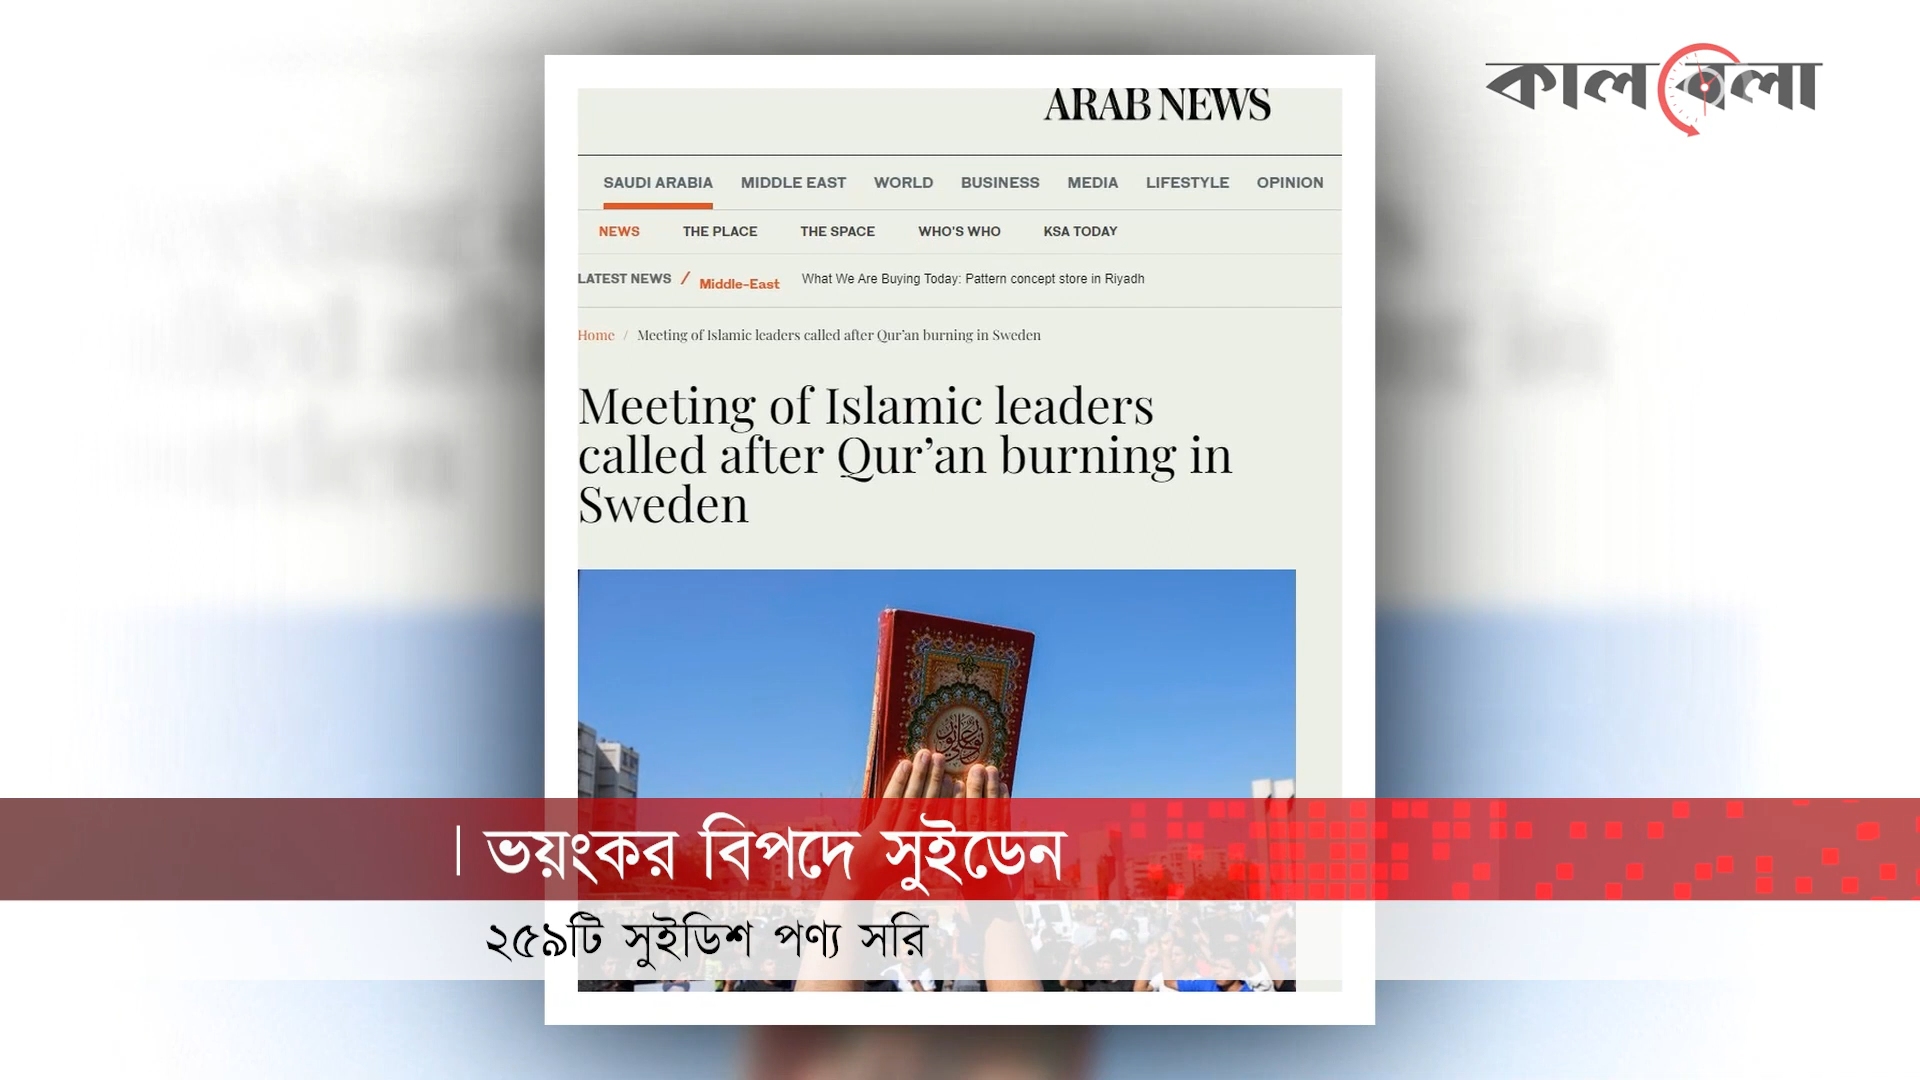 কালবেলা
ARAB NEWS
SAUDI ARABIA MIDDLE EAST WORLD BUSINESS MEDIA LIFESTYLE OPINION
NEWS THE PLACE THE SPACE WHO'S WHO KSA TODAY
LATEST NEWS / Middle-East What We Are Buying Today: Pattern concept store in Riyadh
Home / Meeting of Islamic leaders called after Qur’an burning in Sweden
Meeting of Islamic leaders
called after Qur’an burning in
Sweden
ভয়ংকর বিপদে সুইডেন
২৫৯টি সুইডিশ পণ্য সরি